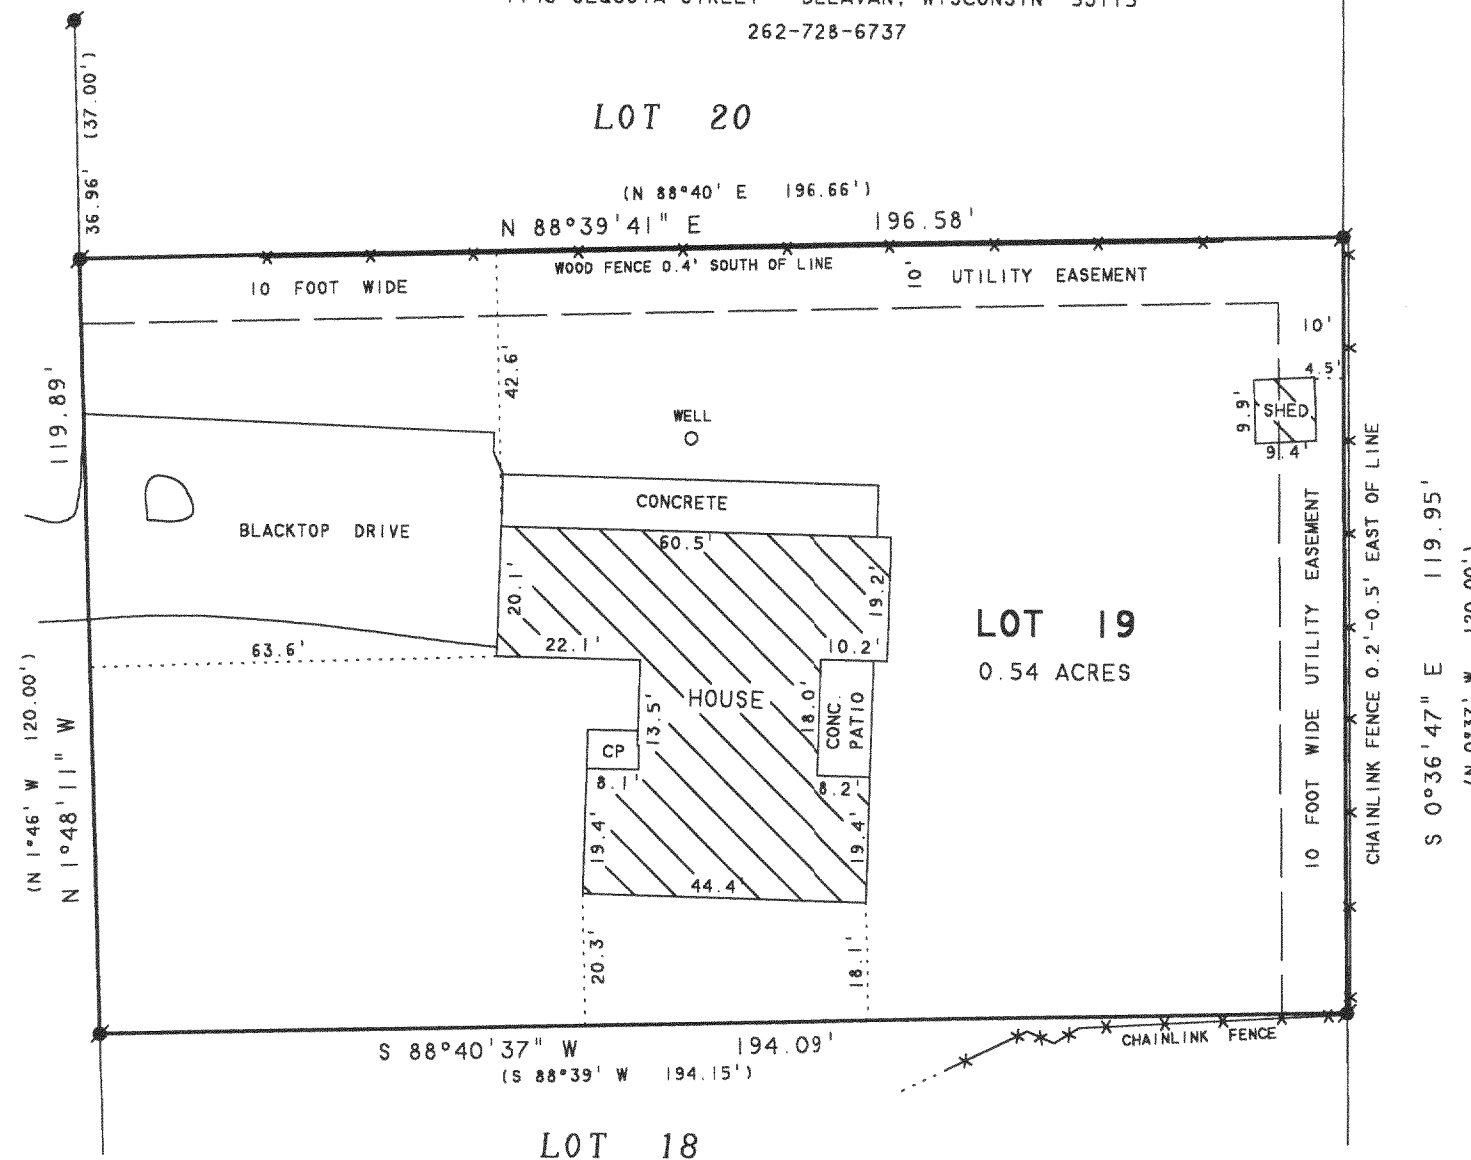 262-728-6737
36.96' (37.00')
LOT 20
(N 88°40' E 196.66')
N 88°39'41" E 196.58'
WOOD FENCE 0.4' SOUTH OF LINE
10 FOOT WIDE
10' UTILITY EASEMENT
10'
4.5'
42.6'
119.89'
WELL
9.9'
SHED
9.4'
CONCRETE
BLACKTOP DRIVE
60.5'
20.1'
19.2'
22.1'
10.2'
63.6'
LOT 19
0.54 ACRES
HOUSE
13.5'
18.0'
CONC.
PATIO
CP
8.1'
8.2'
19.4'
19.4'
44.4'
20.3'
18.1'
10 FOOT WIDE UTILITY EASEMENT
CHAINLINK FENCE 0.2'-0.5' EAST OF LINE
S 0°36'47" E 119.95'
(N 1°46' W 120.00')
N 1°48'11" W
CHAINLINK FENCE
S 88°40'37" W 194.09'
(S 88°39' W 194.15')
LOT 18